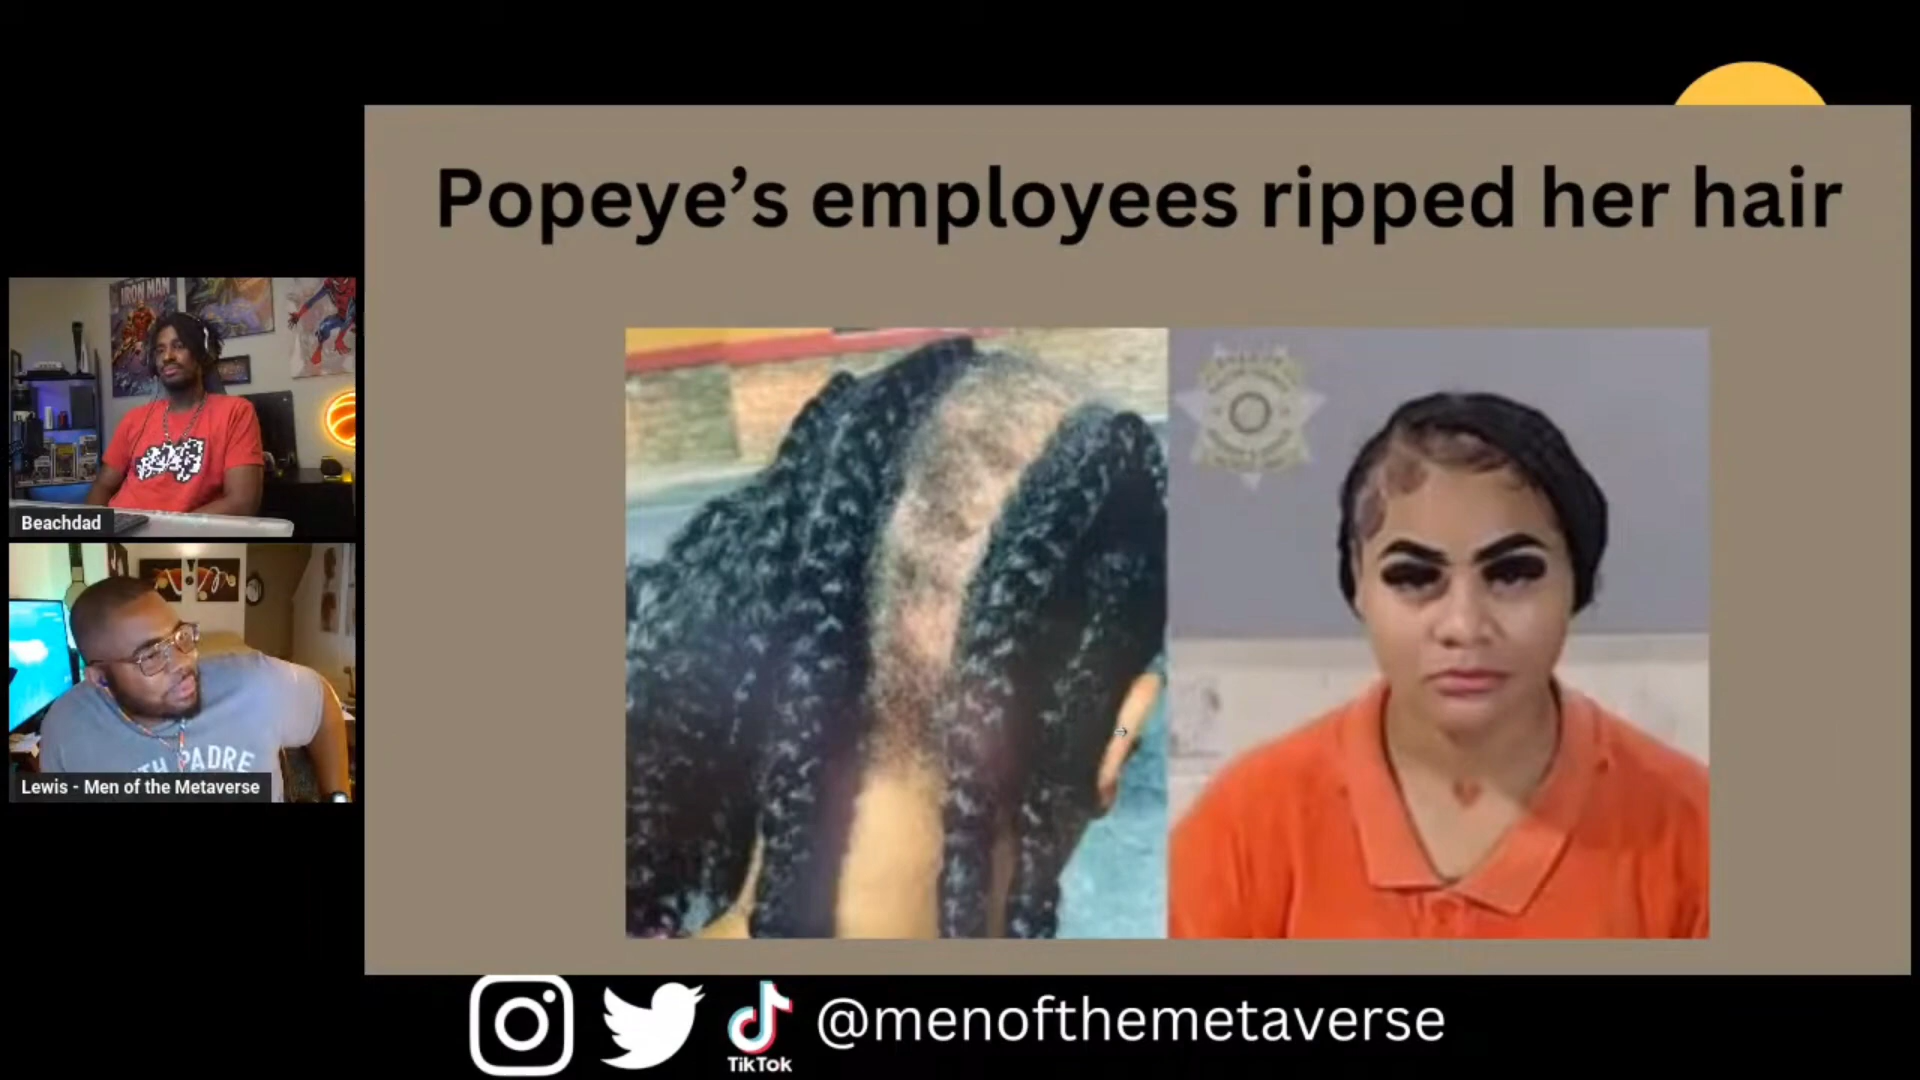 Popeye’s employees ripped her hair
IRON MAN
Beachdad
PADRE
Lewis - Men of the Metaverse
TikTok
@menofthemetaverse